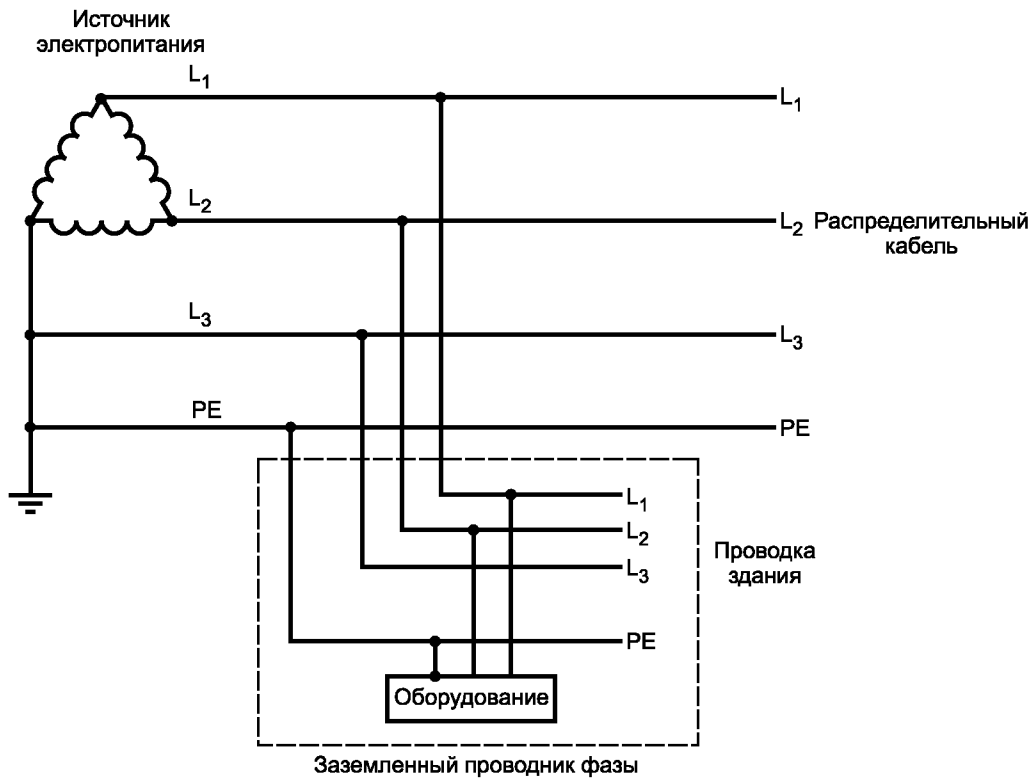 Источник
электропитания
L1
L1
L2
L2
Распределительный
кабель
L3
L3
PE
PE
L1
L2
L3
Проводка
здания
PE
Оборудование
Заземленный проводник фазы